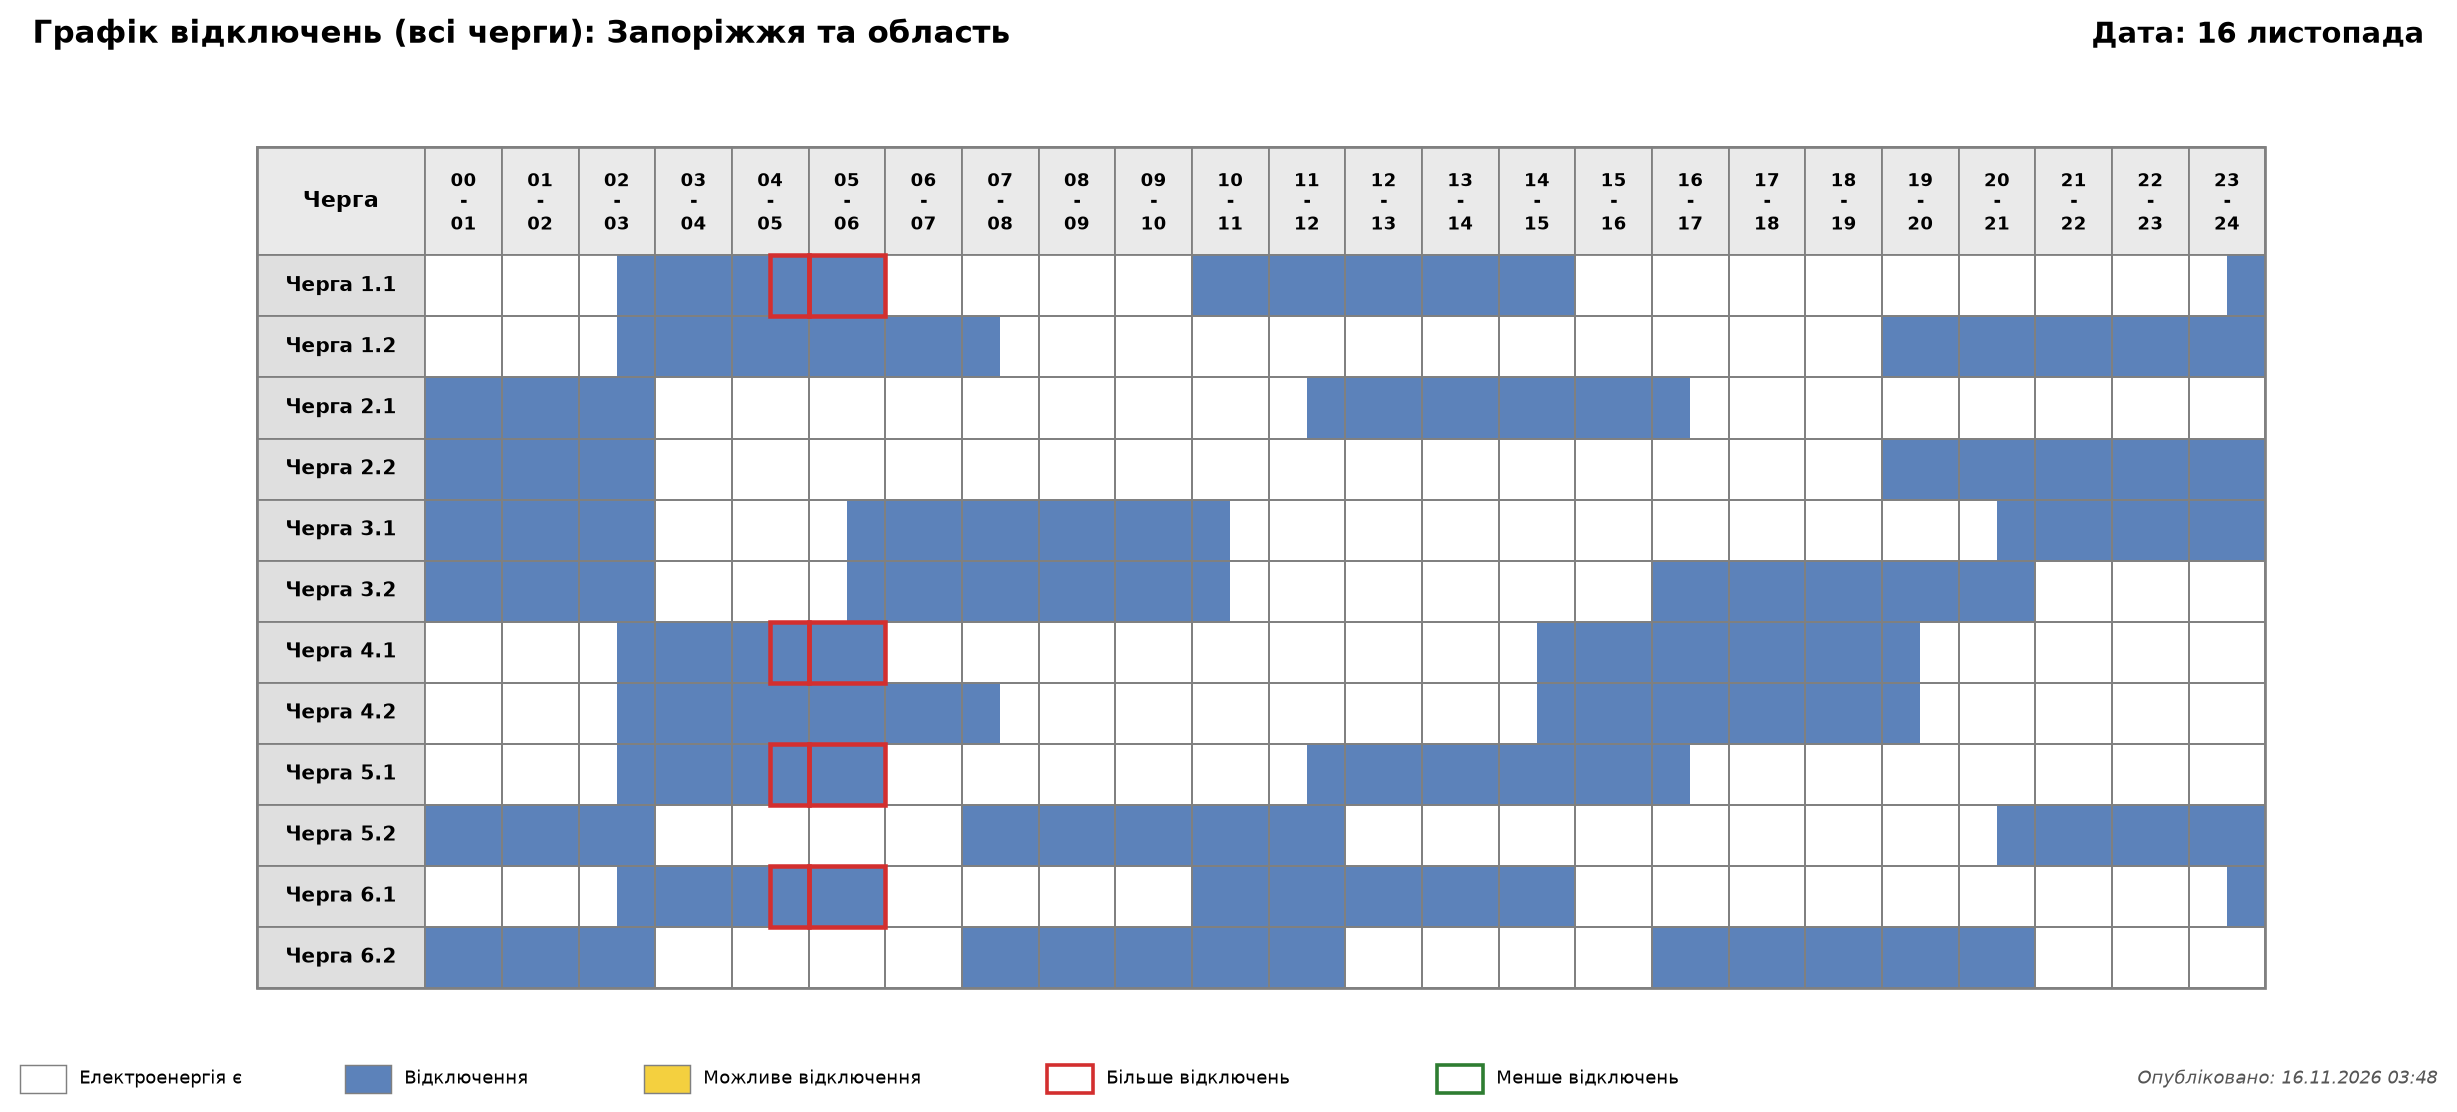 Графік відключень (всі черги): Запоріжжя та область
Дата: 16 листопада
Черга 00 - 01 01 - 02 02 - 03 03 - 04 04 - 05 05 - 06 06 - 07 07 - 08 08 - 09 09 - 10 10 - 11 11 - 12 12 - 13 13 - 14 14 - 15 15 - 16 16 - 17 17 - 18 18 - 19 19 - 20 20 - 21 21 - 22 22 - 23 23 - 24
Черга 1.1
Черга 1.2
Черга 2.1
Черга 2.2
Черга 3.1
Черга 3.2
Черга 4.1
Черга 4.2
Черга 5.1
Черга 5.2
Черга 6.1
Черга 6.2
Електроенергія є
Відключення
Можливе відключення
Більше відключень
Менше відключень
Опубліковано: 16.11.2026 03:48